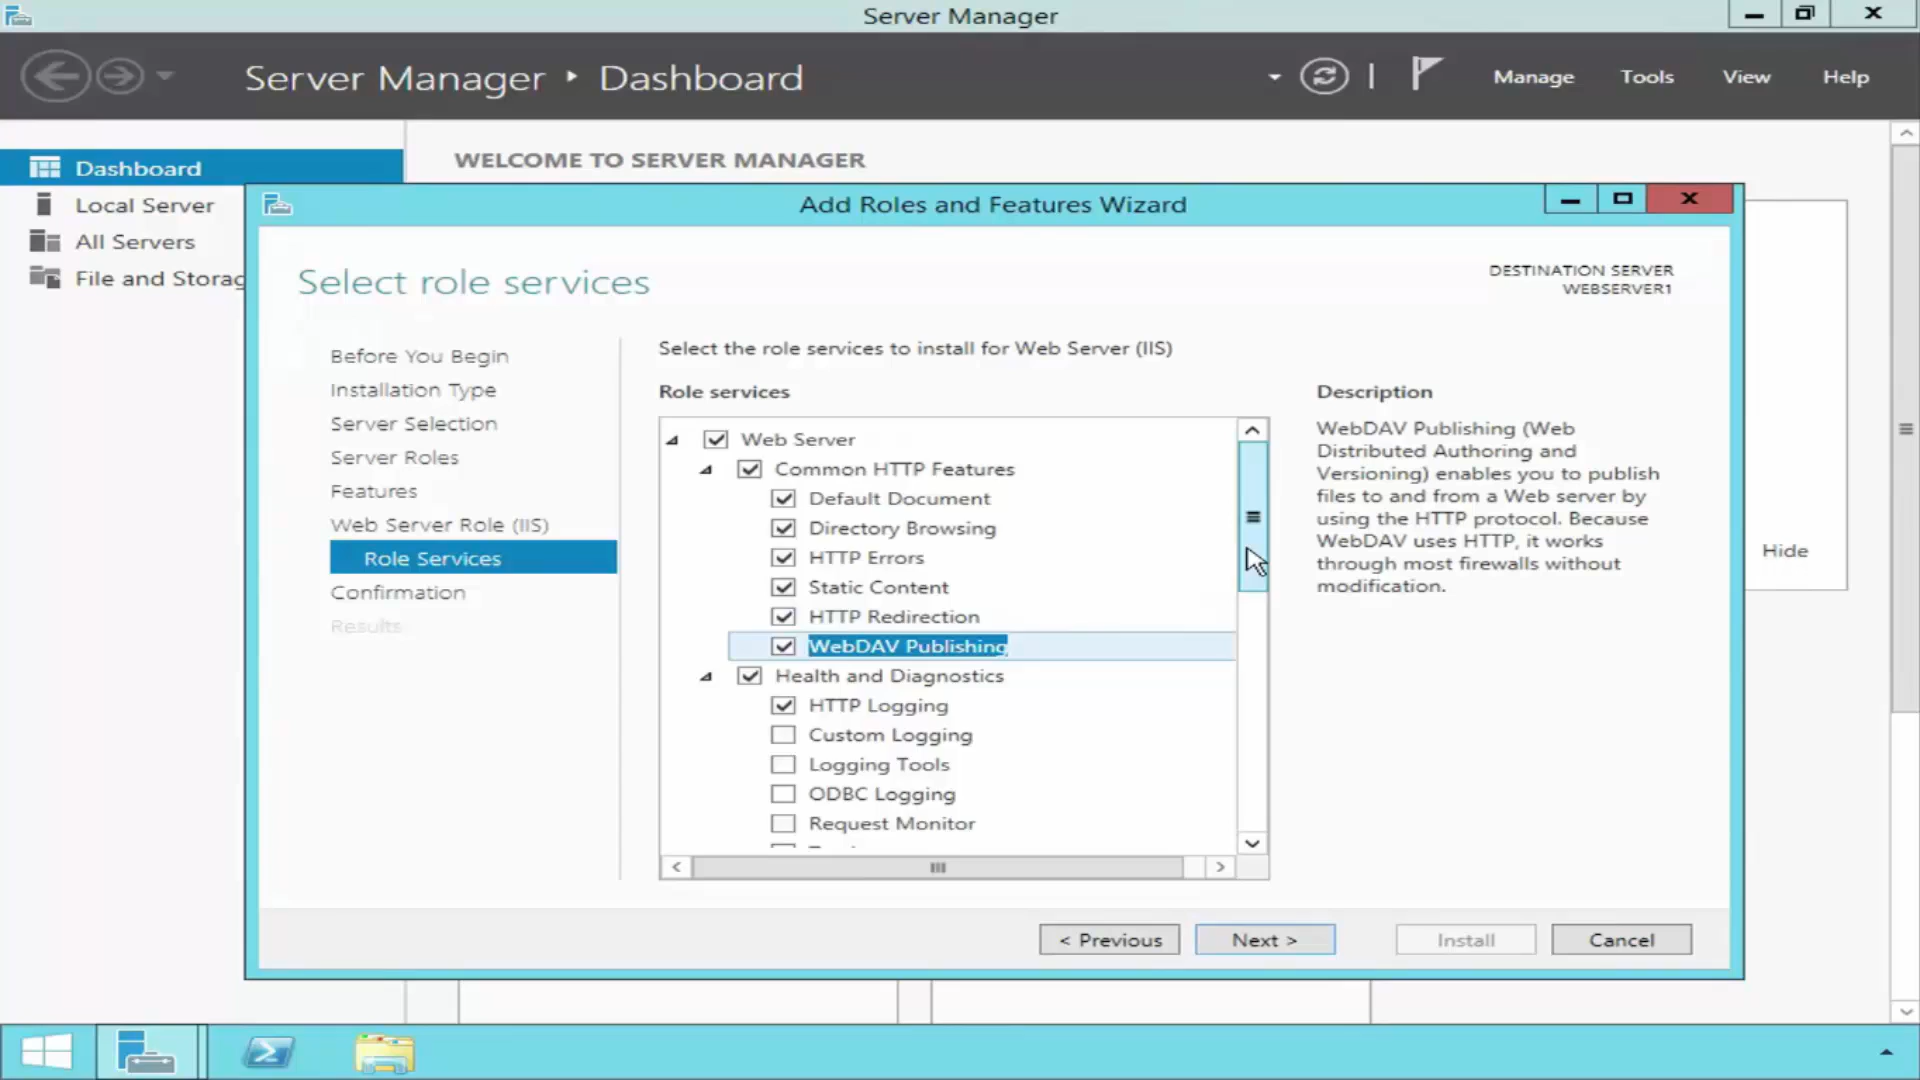 Server Manager
Server Manager ‣ Dashboard
Manage
Tools
View
Help
Dashboard
Local Server
All Servers
File and Storag
WELCOME TO SERVER MANAGER
Add Roles and Features Wizard
Select role services
DESTINATION SERVER
WEBSERVER1
Before You Begin
Installation Type
Server Selection
Server Roles
Features
Web Server Role (IIS)
Role Services
Confirmation
Results
Select the role services to install for Web Server (IIS)
Role services
Web Server
Common HTTP Features
Default Document
Directory Browsing
HTTP Errors
Static Content
HTTP Redirection
WebDAV Publishing
Health and Diagnostics
HTTP Logging
Custom Logging
Logging Tools
ODBC Logging
Request Monitor
Description
WebDAV Publishing (Web
Distributed Authoring and
Versioning) enables you to publish
files to and from a Web server by
using the HTTP protocol. Because
WebDAV uses HTTP, it works
through most firewalls without
modification.
Hide
< Previous
Next >
Install
Cancel